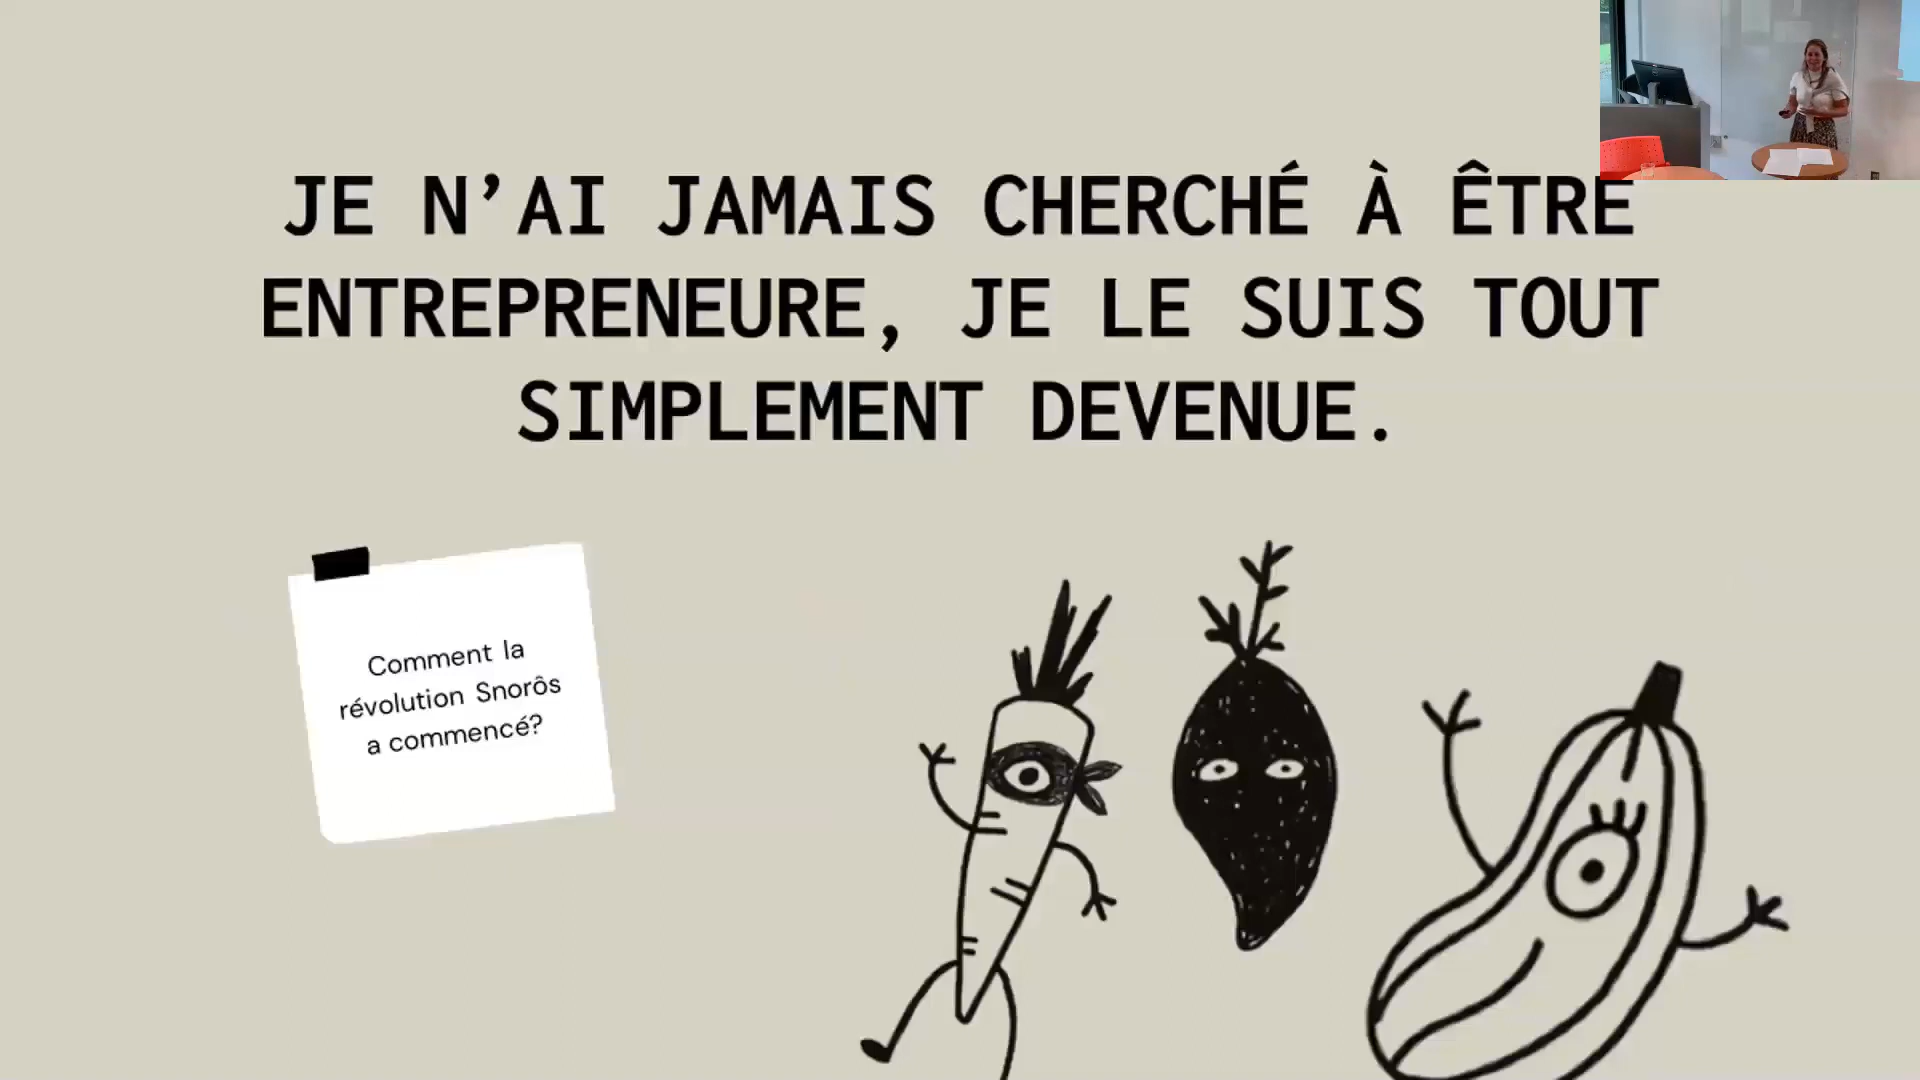 JE N’AI JAMAIS CHERCHÉ À ÊTRE
ENTREPRENEURE, JE LE SUIS TOUT
SIMPLEMENT DEVENUE.
Comment la
révolution Snorôs
a commencé?